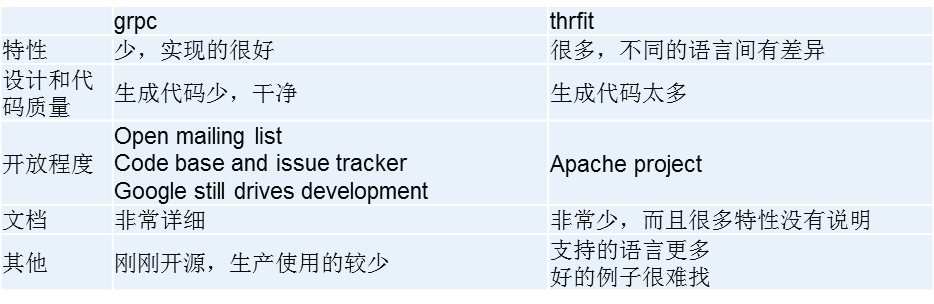 grpc thrfit
特性 少，实现的很好 很多，不同的语言间有差异
设计和代码质量 生成代码少，干净 生成代码太多
开放程度 Open mailing list
Code base and issue tracker
Google still drives development
Apache project
文档 非常详细 非常少，而且很多特性没有说明
其他 刚刚开源，生产使用的较少 支持的语言更多
好的例子很难找